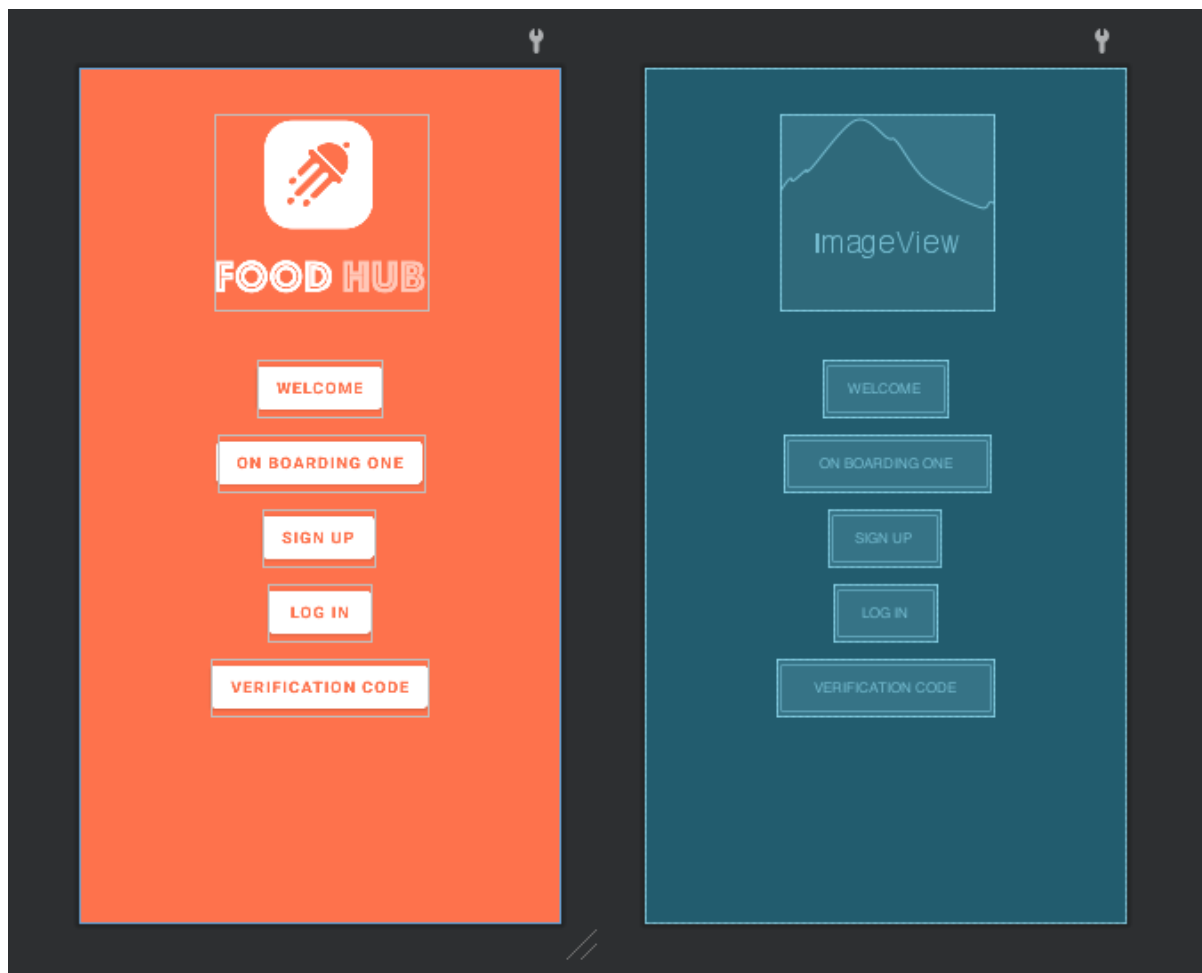 FOOD HUB
WELCOME
ON BOARDING ONE
SIGN UP
LOG IN
VERIFICATION CODE
ImageView
WELCOME
ON BOARDING ONE
SIGN UP
LOG IN
VERIFICATION CODE